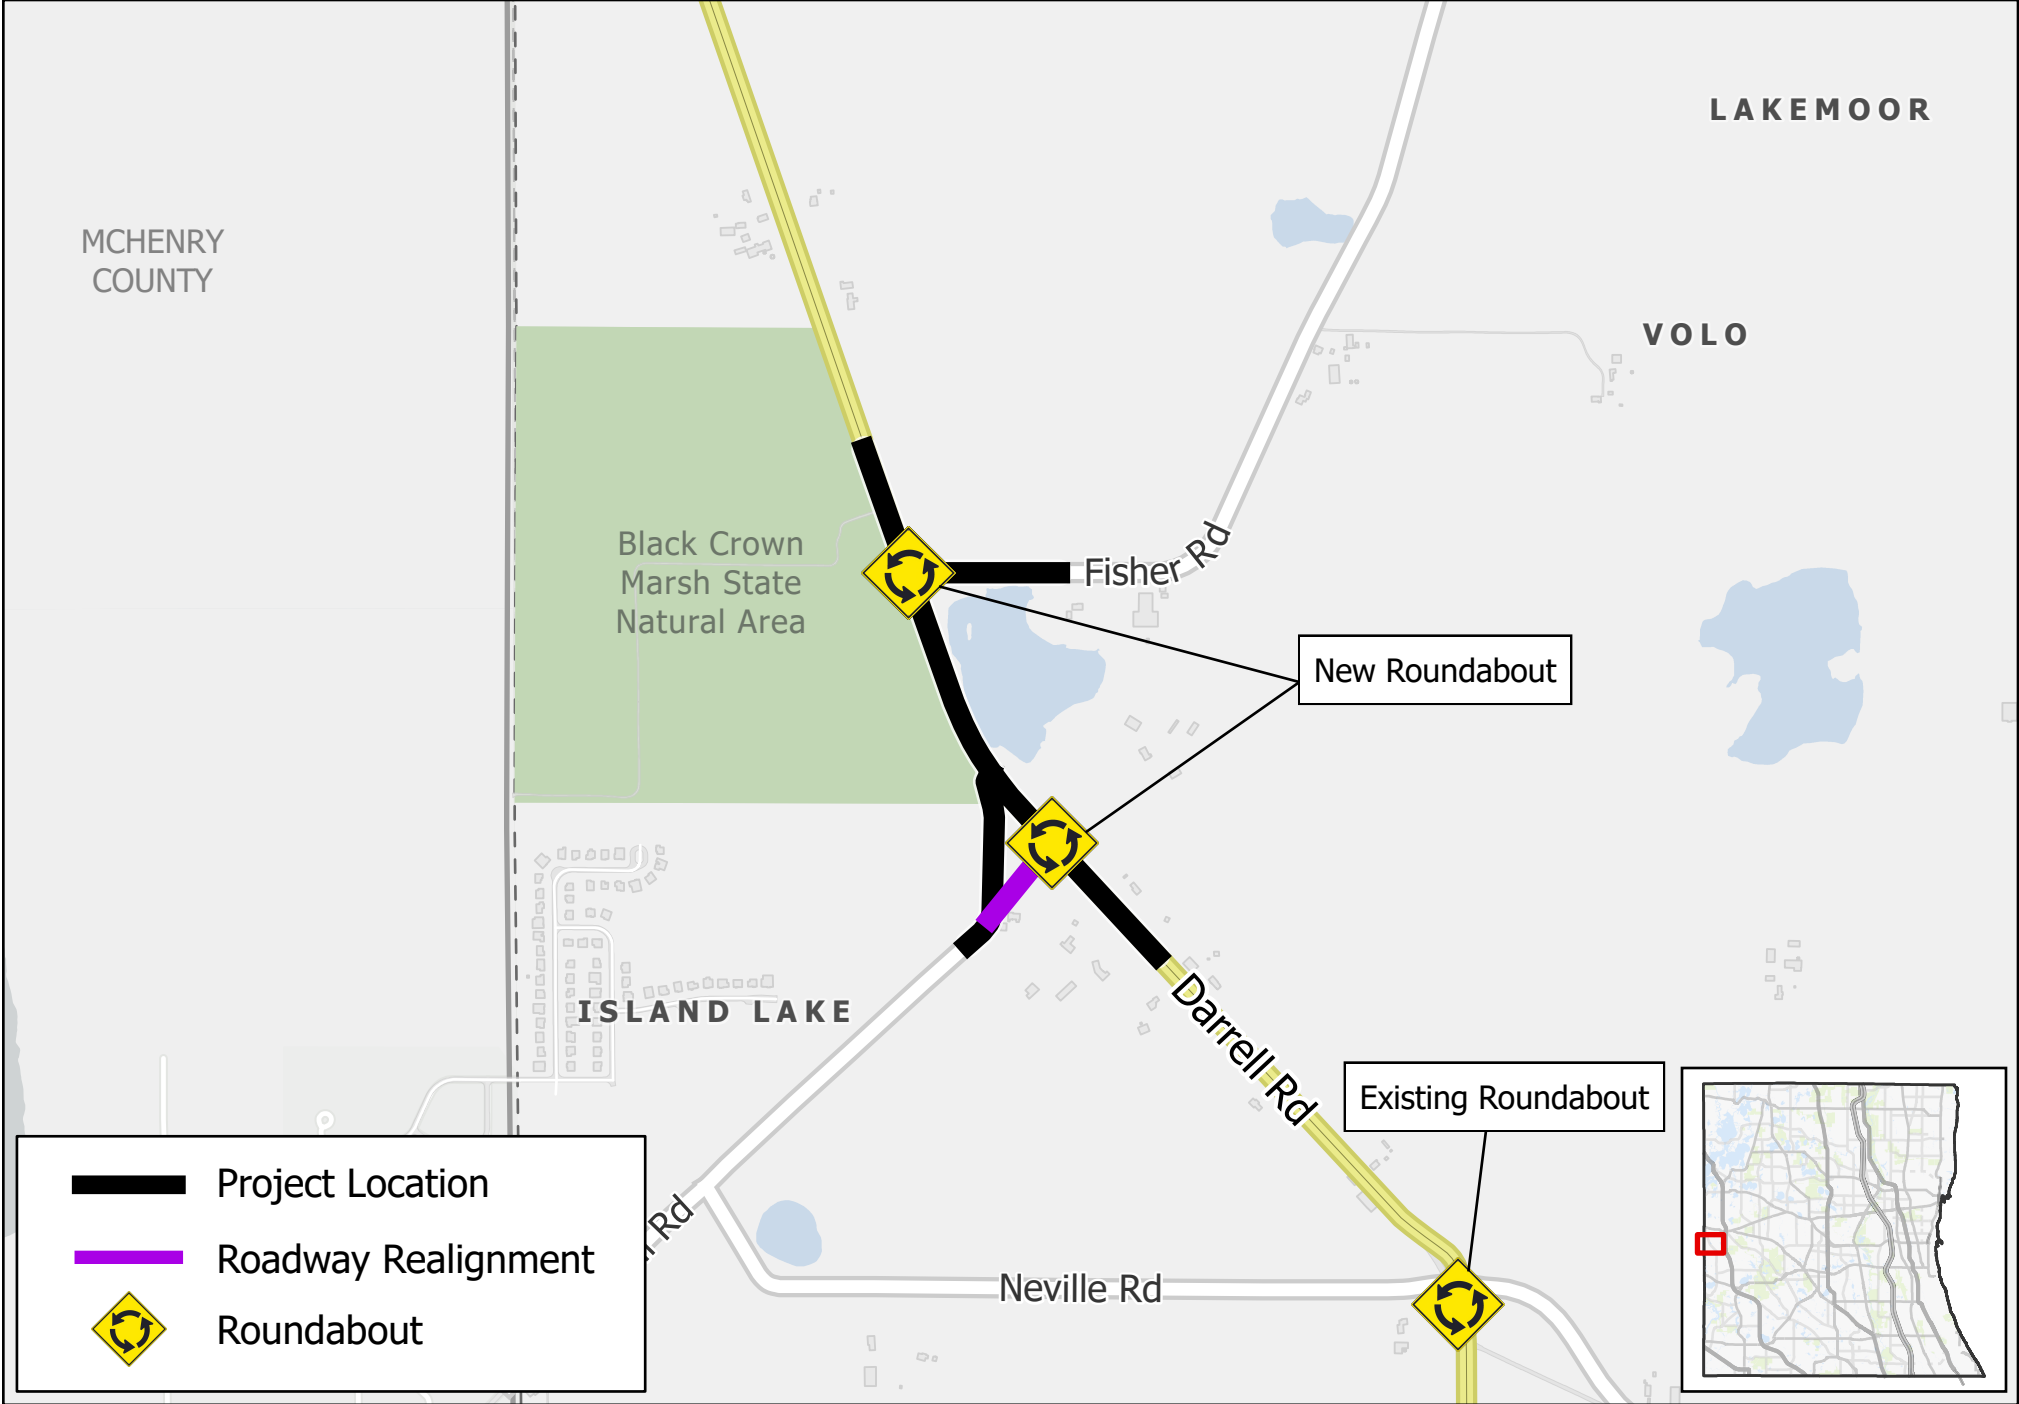 LAKEMOOR
MCHENRY
COUNTY
VOLO
Black Crown
Marsh State
Natural Area
Fisher Rd
New Roundabout
ISLAND LAKE
Darrell Rd
Existing Roundabout
Project Location
Roadway Realignment
Roundabout
Rd
Neville Rd